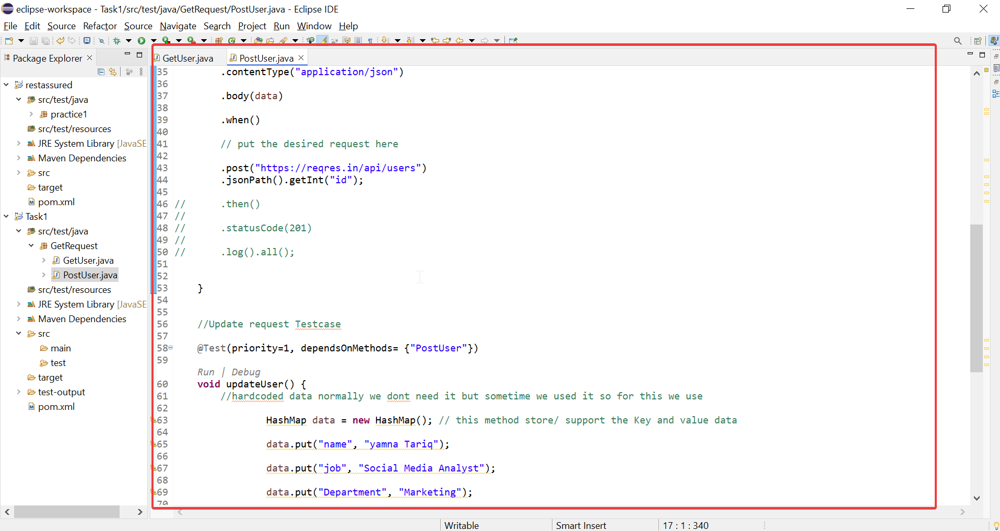 eclipse-workspace - Task1/src/test/java/GetRequest/PostUser.java - Eclipse IDE
File Edit Source Refactor Source Navigate Search Project Run Window Help
Package Explorer
restassured
src/test/java
practice1
src/test/resources
JRE System Library [JavaSE
Maven Dependencies
src
target
pom.xml
Task1
src/test/java
GetRequest
GetUser.java
PostUser.java
src/test/resources
JRE System Library [JavaSE
Maven Dependencies
src
main
test
target
test-output
pom.xml
GetUser.java PostUser.java
35 .contentType("application/json")
36
37 .body(data)
38
39 .when()
40
41 // put the desired request here
42
43 .post("https://reqres.in/api/users")
44 .jsonPath().getInt("id");
45
46 // .then()
47 //
48 // .statusCode(201)
49 //
50 // .log().all();
51
52
53 }
54
55
56 //Update request Testcase
57
58 @Test(priority=1, dependsOnMethods= {"PostUser"})
59
Run | Debug
60 void updateUser() {
61 //hardcoded data normally we dont need it but sometime we used it so for this we use
62
63 HashMap data = new HashMap(); // this method store/ support the Key and value data
64
65 data.put("name", "yamna Tariq");
66
67 data.put("job", "Social Media Analyst");
68
69 data.put("Department", "Marketing");
70
Writable Smart Insert 17 : 1 : 340